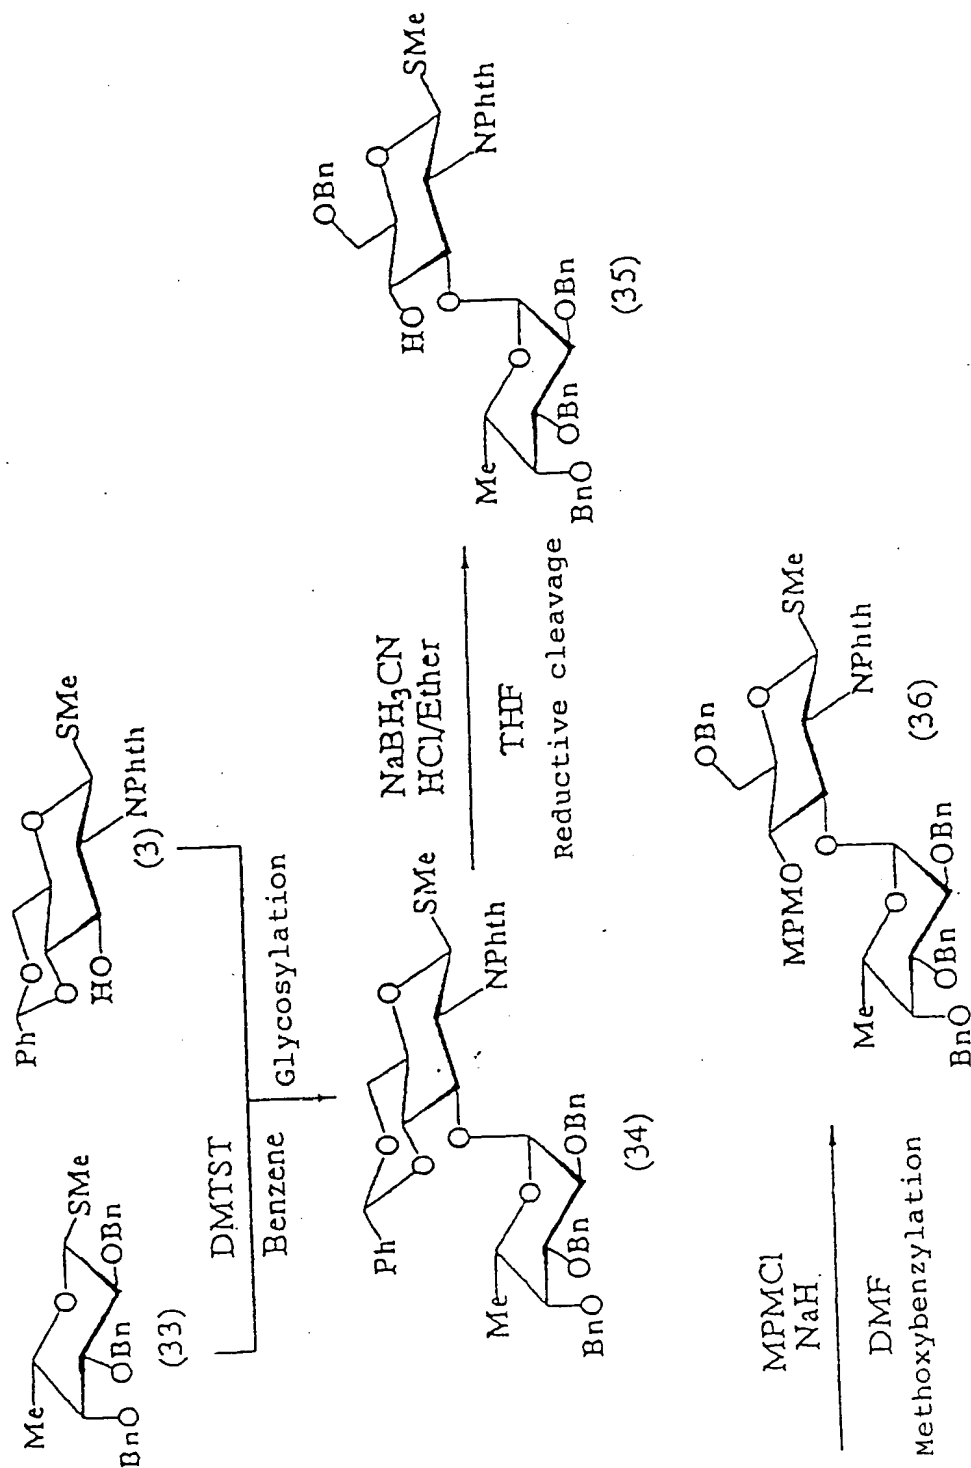 Me
O
SMe
BnO
OBn
OBn
(33)
Ph
O
O
HO
O
SMe
NPhth
(3)
DMTST
Benzene
Glycosylation
Ph
O
O
O
SMe
NPhth
O
Me
O
BnO
OBn
OBn
(34)
NaBH3CN
HCl/Ether
THF
Reductive cleavage
OBn
HO
O
SMe
NPhth
O
Me
O
BnO
OBn
OBn
(35)
MPMCl
NaH
DMF
Methoxybenzylation
OBn
MPMO
O
SMe
NPhth
O
Me
O
BnO
OBn
OBn
(36)